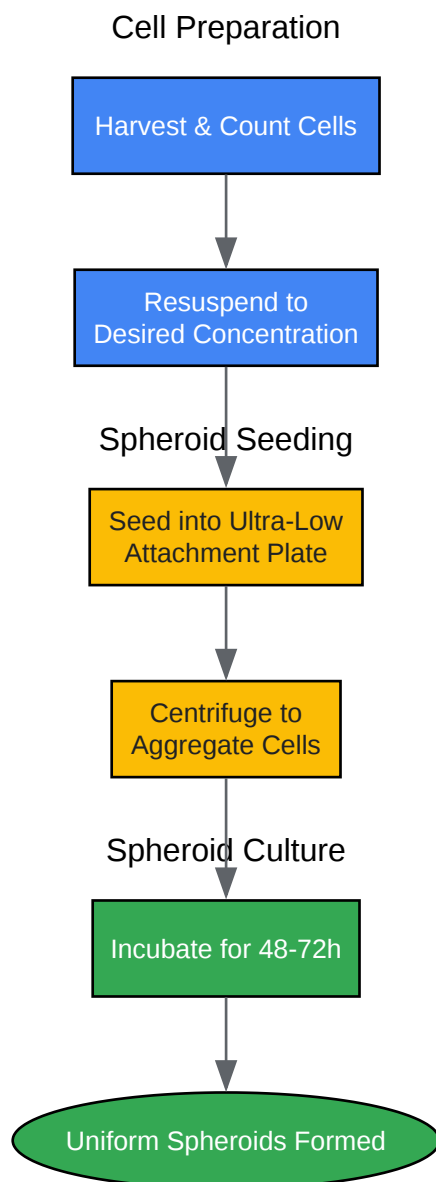 Cell Preparation
Harvest & Count Cells
Resuspend to
Desired Concentration
Spheroid Seeding
Seed into Ultra-Low
Attachment Plate
Centrifuge to
Aggregate Cells
Spheroid Culture
Incubate for 48-72h
Uniform Spheroids Formed